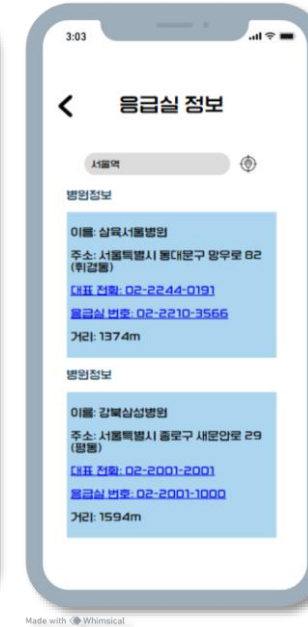 3:03
응급실 정보
서울역
병원정보
이름: 삼육서울병원
주소: 서울특별시 동대문구 망우로 82
(휘경동)
대표 전화: 02-2244-0191
응급실 번호: 02-2210-3566
거리: 1374m
병원정보
이름: 강북삼성병원
주소: 서울특별시 종로구 새문안로 29
(평동)
대표 전화: 02-2001-2001
응급실 번호: 02-2001-1000
거리: 1594m
Made with Whimsical